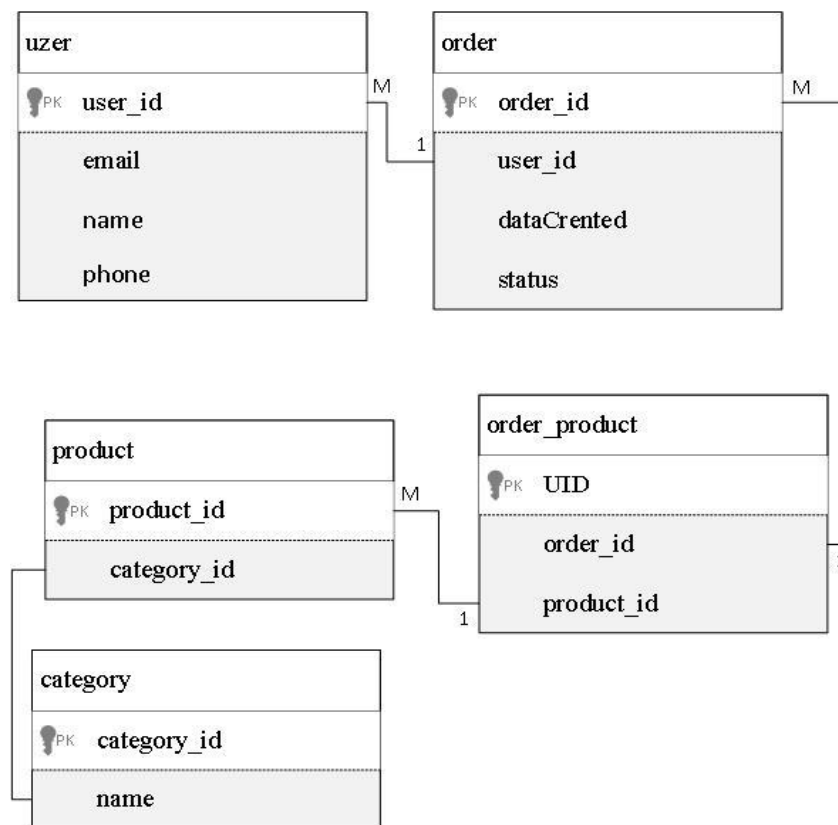 uzer
PK user_id
email
name
phone
M
1
order
PK order_id
user_id
dataCrented
status
M
product
PK product_id
category_id
M
1
order_product
PK UID
order_id
product_id
category
PK category_id
name